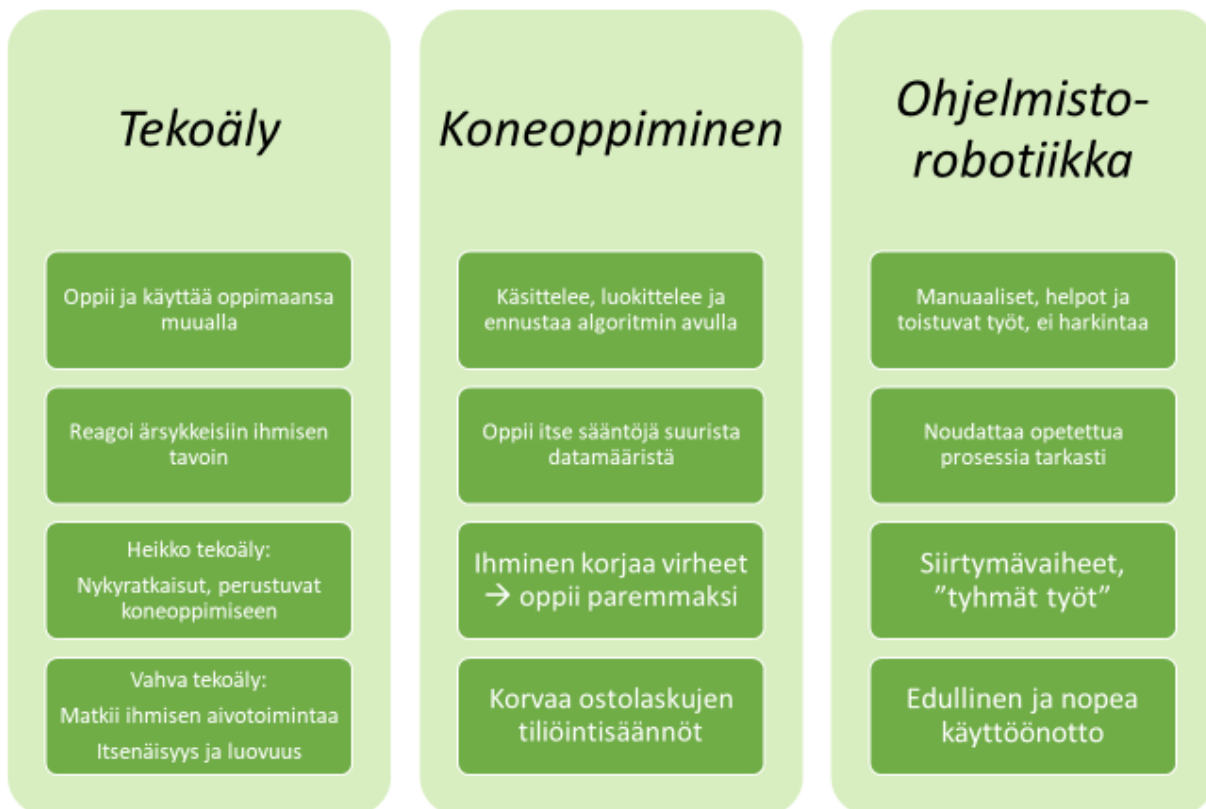 Tekoäly
Oppii ja käyttää oppimaansa
muualla
Reagoi ärsykkeisiin ihmisen
tavoin
Heikko tekoäly:
Nykyratkaisut, perustuvat
koneoppimiseen
Vahva tekoäly:
Matkii ihmisen aivotoimintaa
Itsenäisyys ja luovuus
Koneoppiminen
Käsittelee, luokittelee ja
ennustaa algoritmin avulla
Oppii itse sääntöjä suurista
datamääristä
Ihminen korjaa virheet
→ oppii paremmaksi
Korvaa ostolaskujen
tiliöintisäännöt
Ohjelmisto-
robotiikka
Manuaaliset, helpot ja
toistuvat työt, ei harkintaa
Noudattaa opetettua
prosessia tarkasti
Siirtymävaiheet,
”tyhmät työt”
Edullinen ja nopea
käyttöönotto